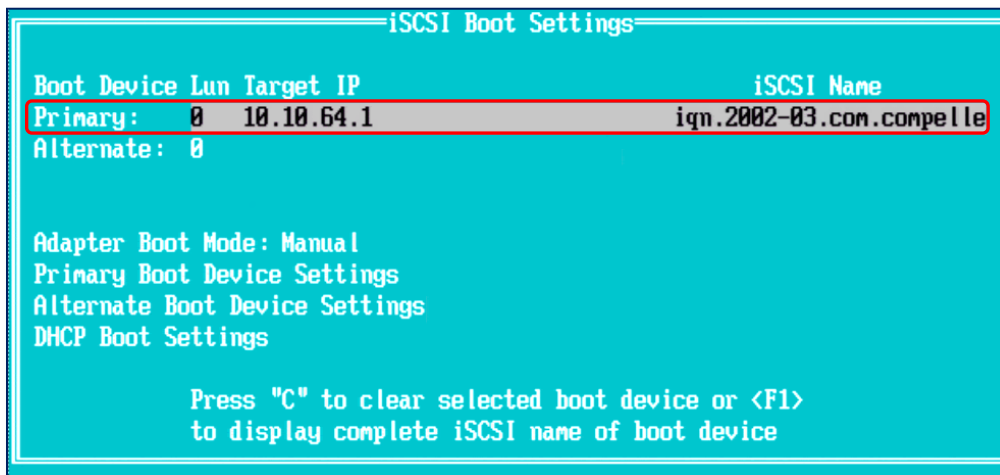 iSCSI Boot Settings
Boot Device Lun Target IP iSCSI Name
Primary: 0 10.10.64.1 iqn.2002-03.com.compelle
Alternate: 0
Adapter Boot Mode: Manual
Primary Boot Device Settings
Alternate Boot Device Settings
DHCP Boot Settings
Press "C" to clear selected boot device or <F1>
to display complete iSCSI name of boot device